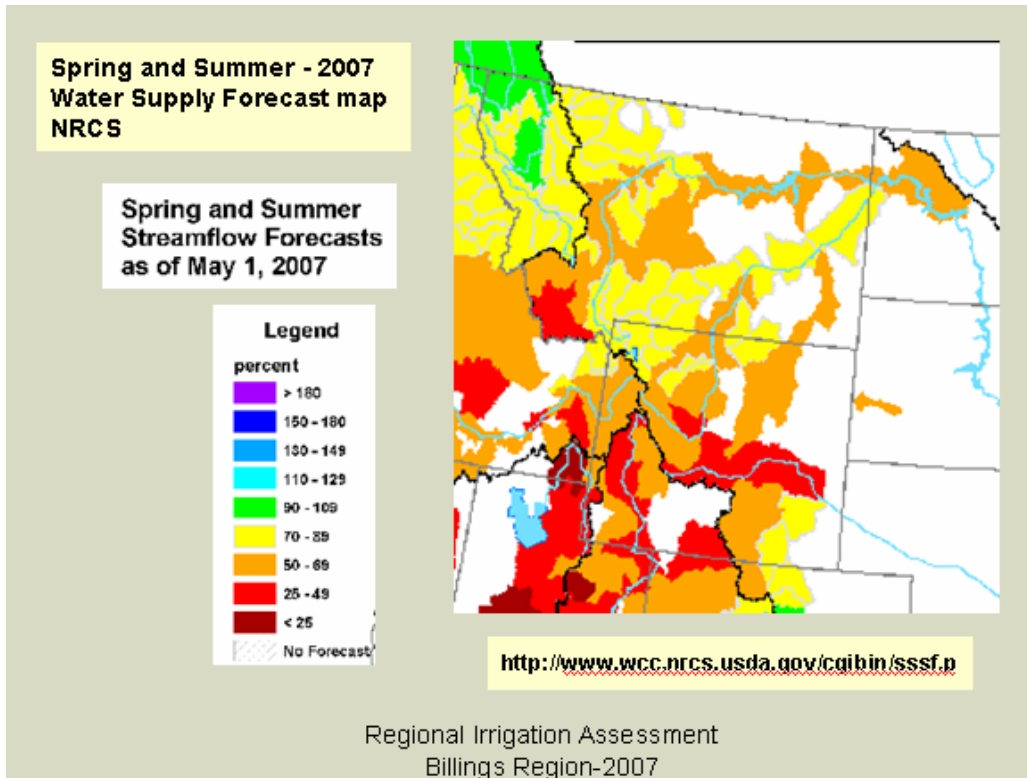 Spring and Summer - 2007
Water Supply Forecast map
NRCS
Spring and Summer
Streamflow Forecasts
as of May 1, 2007
Legend
percent
> 180
150 - 180
130 - 149
110 - 129
90 - 109
70 - 89
50 - 69
25 - 49
< 25
No Forecast
http://www.wcc.nrcs.usda.gov/cgibin/sssf.p
Regional Irrigation Assessment
Billings Region-2007